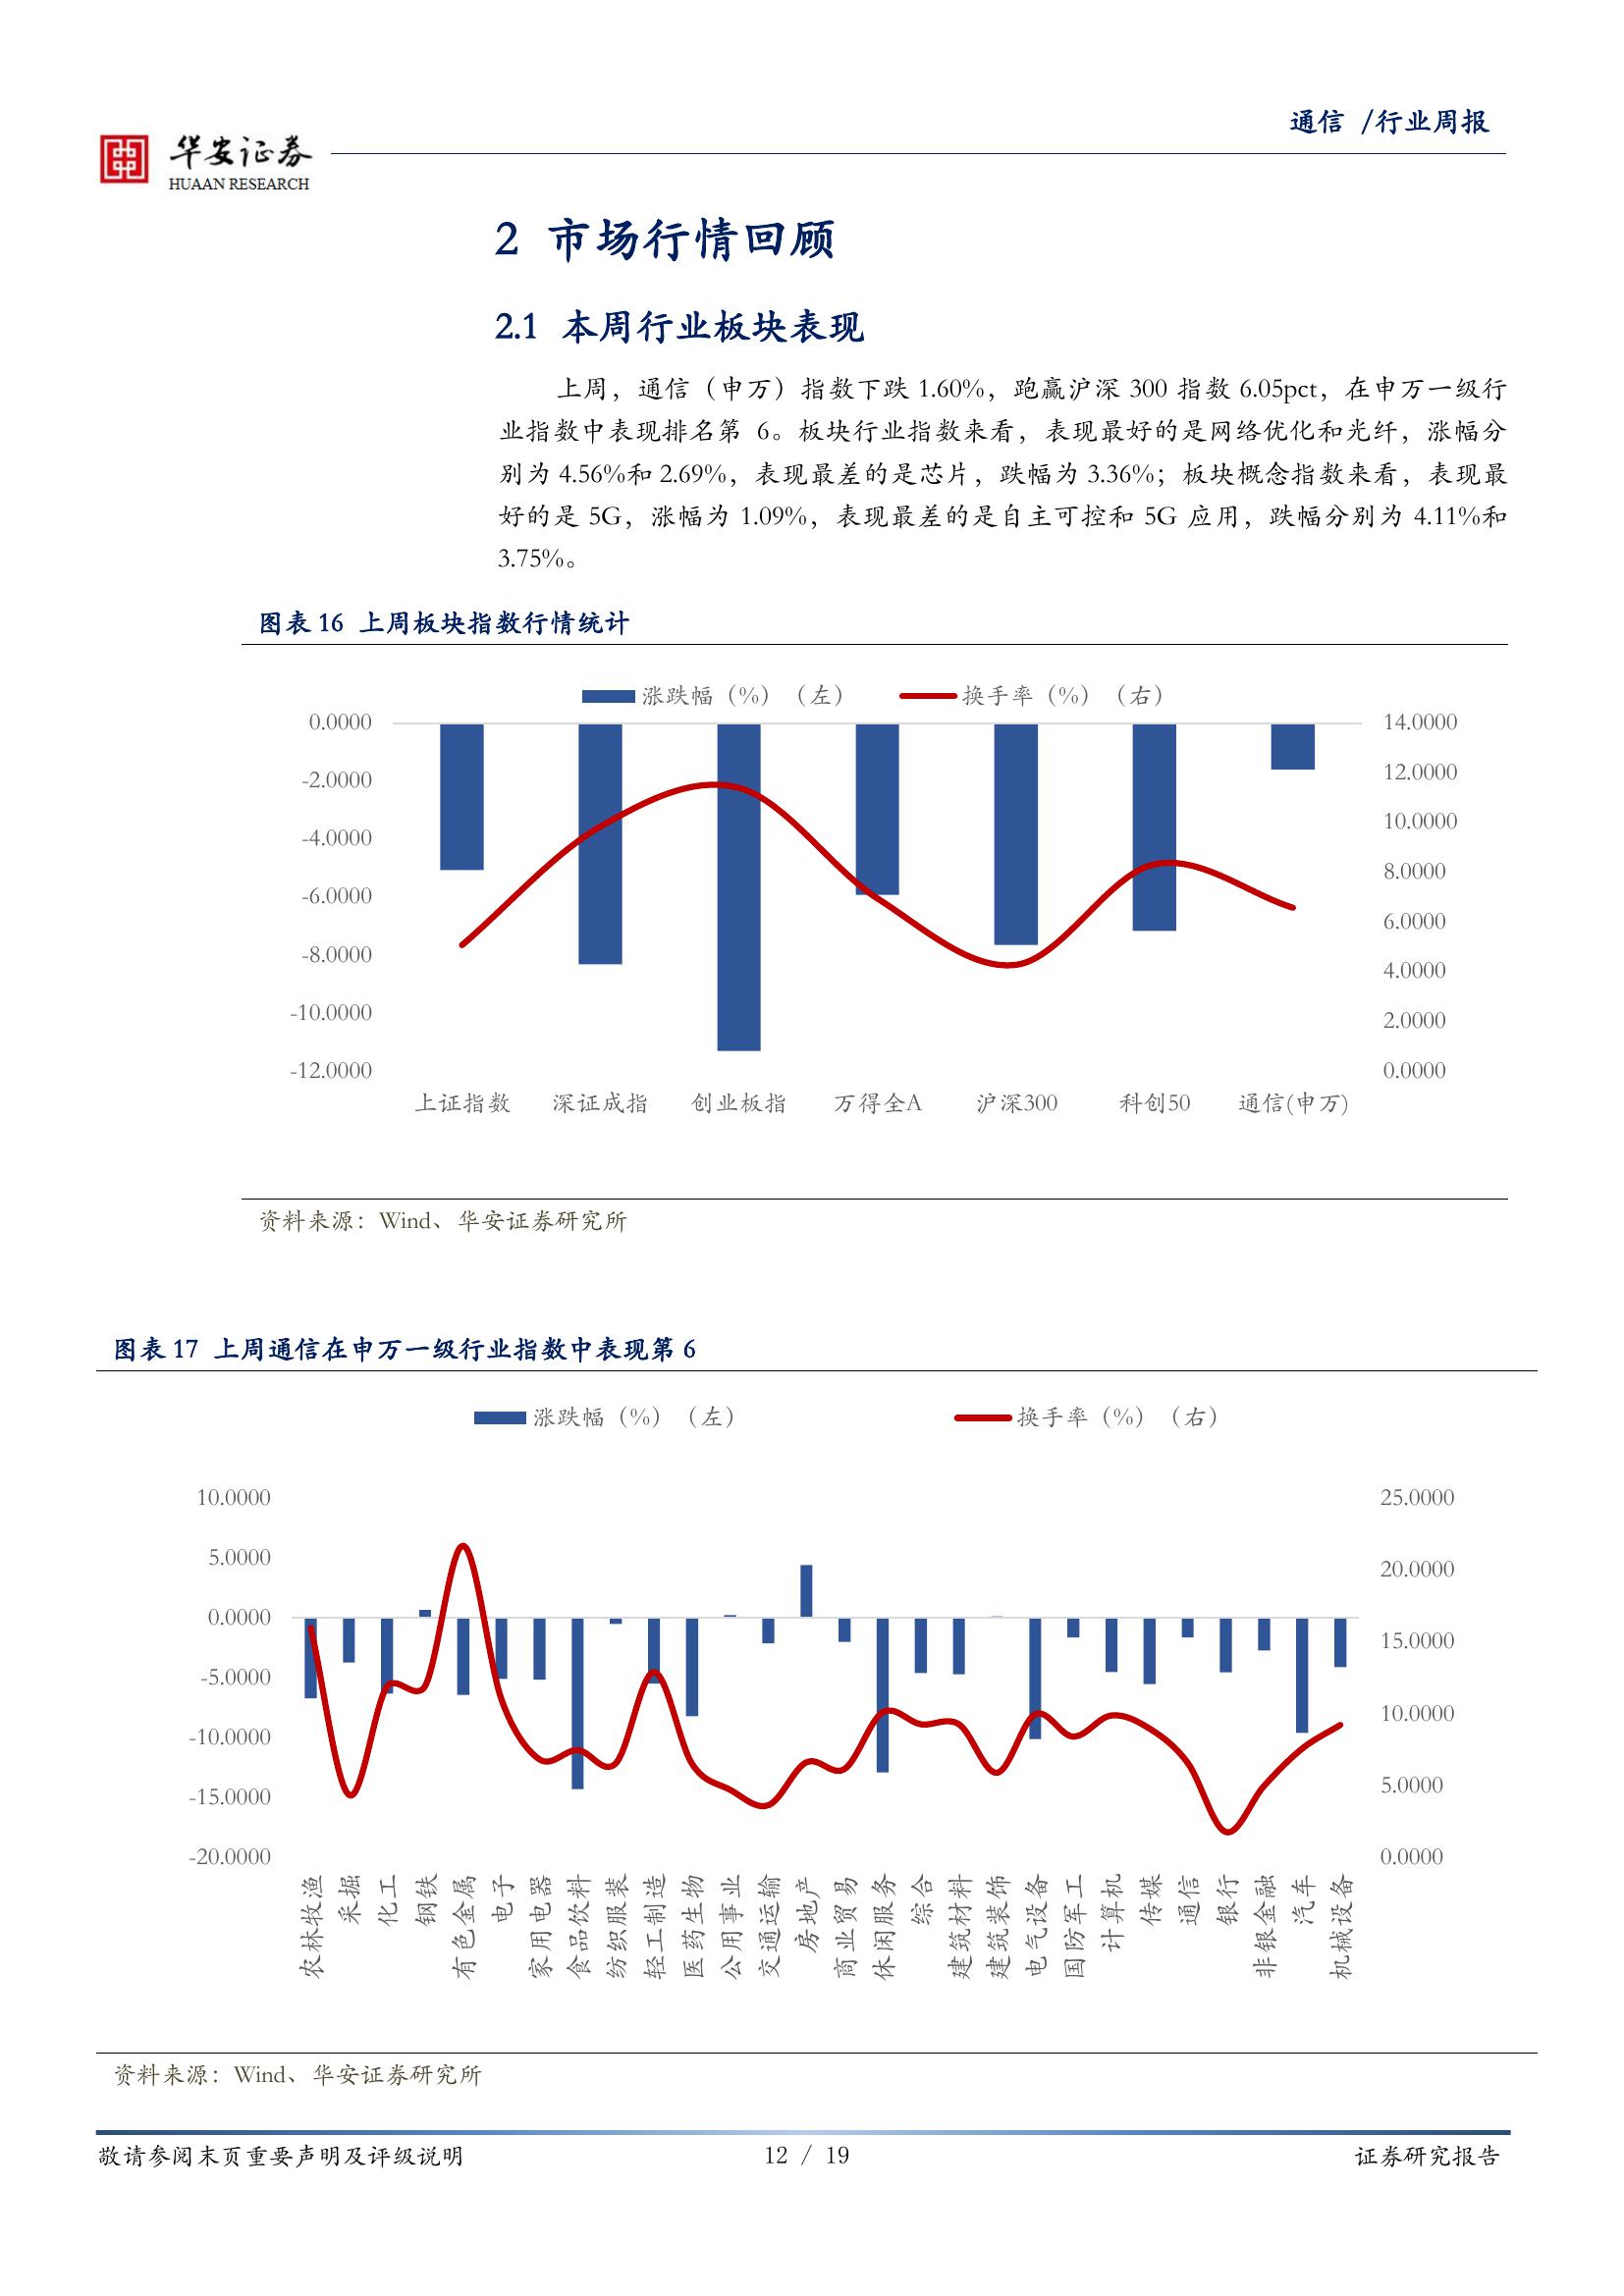 通信 /行业周报
华安证券
HUAAN RESEARCH
2 市场行情回顾
2.1 本周行业板块表现
上周，通信（申万）指数下跌 1.60%，跑赢沪深 300 指数 6.05pct，在申万一级行
业指数中表现排名第 6。板块行业指数来看，表现最好的是网络优化和光纤，涨幅分
别为 4.56%和 2.69%，表现最差的是芯片，跌幅为 3.36%；板块概念指数来看，表现最
好的是 5G，涨幅为 1.09%，表现最差的是自主可控和 5G 应用，跌幅分别为 4.11%和
3.75%。
图表 16 上周板块指数行情统计
涨跌幅（%）（左） 换手率（%）（右）
0.0000
-2.0000
-4.0000
-6.0000
-8.0000
-10.0000
-12.0000
14.0000
12.0000
10.0000
8.0000
6.0000
4.0000
2.0000
0.0000
上证指数 深证成指 创业板指 万得全A 沪深300 科创50 通信(申万)
资料来源：Wind、华安证券研究所
图表 17 上周通信在申万一级行业指数中表现第 6
涨跌幅（%）（左） 换手率（%）（右）
10.0000
5.0000
0.0000
-5.0000
-10.0000
-15.0000
-20.0000
25.0000
20.0000
15.0000
10.0000
5.0000
0.0000
农林牧渔
采掘
化工
钢铁
有色金属
电子
家用电器
食品饮料
纺织服装
轻工制造
医药生物
公用事业
交通运输
房地产
商业贸易
休闲服务
综合
建筑材料
建筑装饰
电气设备
国防军工
计算机
传媒
通信
银行
非银金融
汽车
机械设备
资料来源：Wind、华安证券研究所
敬请参阅末页重要声明及评级说明 12 / 19 证券研究报告